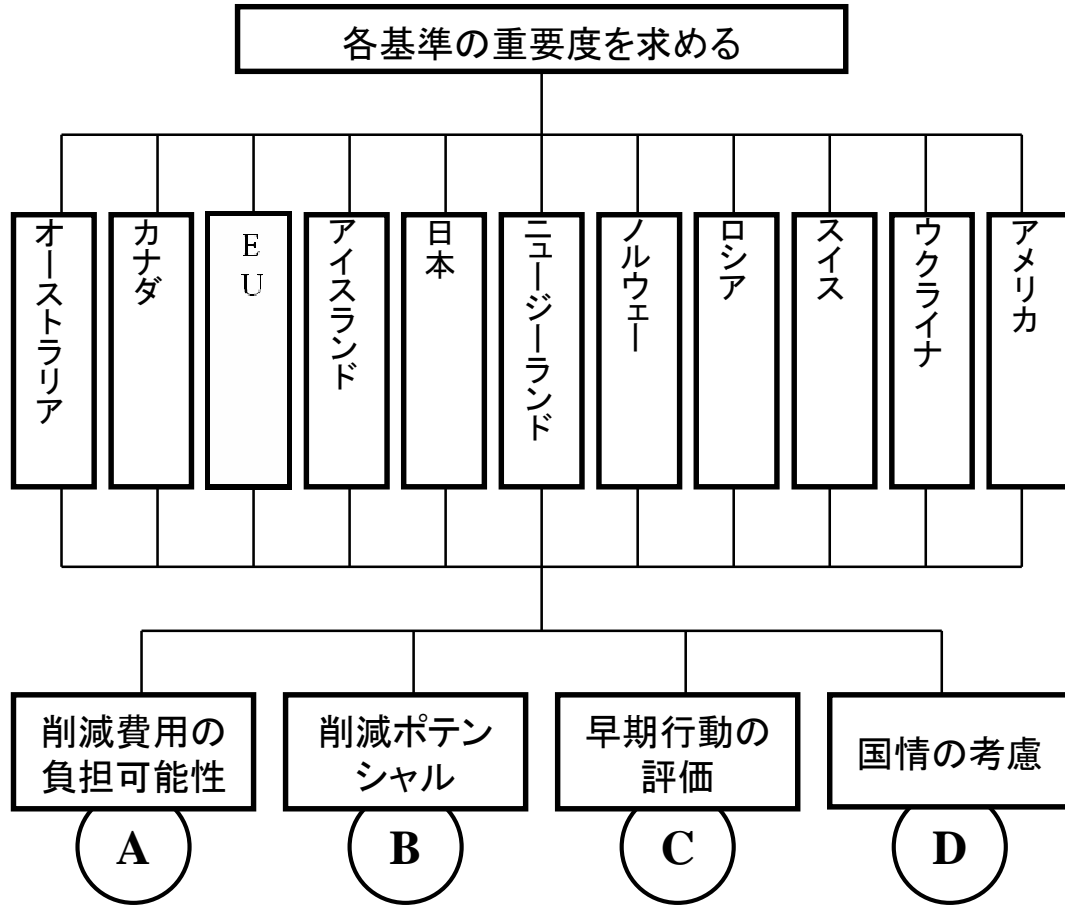 各基準の重要度を求める
オーストラリア
カナダ
EU
アイスランド
日本
ニュージーランド
ノルウェー
ロシア
スイス
ウクライナ
アメリカ
削減費用の
負担可能性
A
削減ポテン
シャル
B
早期行動の
評価
C
国情の考慮
D